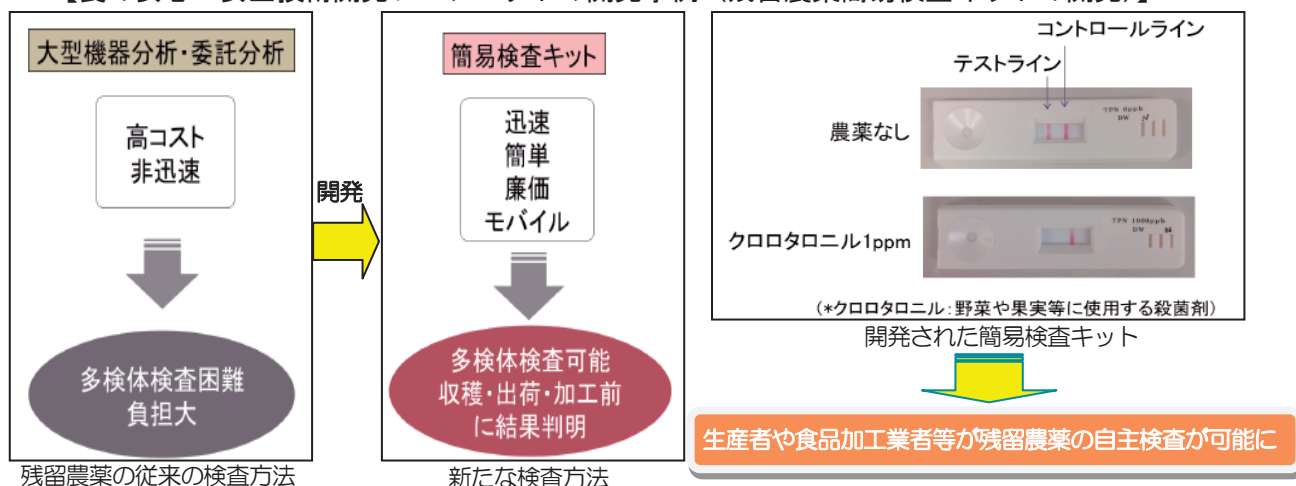 大型機器分析・委託分析
高コスト
非迅速
多検体検査困難
負担大
残留農薬の従来の検査方法
開発
簡易検査キット
迅速
簡単
廉価
モバイル
多検体検査可能
収穫・出荷・加工前
に結果判明
新たな検査方法
コントロールライン
テストライン
農薬なし
TPN 0ppb
DW
クロロタロニル1ppm
TPN 1000ppb
DW
(*クロロタロニル:野菜や果実等に使用する殺菌剤)
開発された簡易検査キット
生産者や食品加工業者等が残留農薬の自主検査が可能に